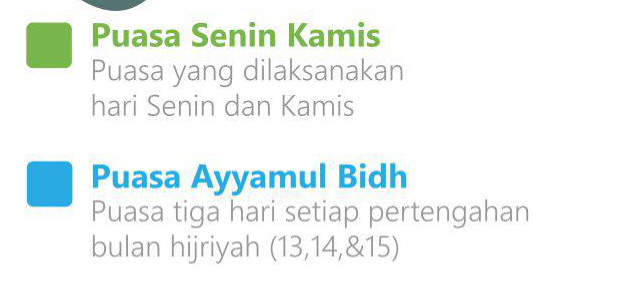 Puasa Senin Kamis
Puasa yang dilaksanakan
hari Senin dan Kamis
Puasa Ayyamul Bidh
Puasa tiga hari setiap pertengahan
bulan hijriyah (13,14,&15)